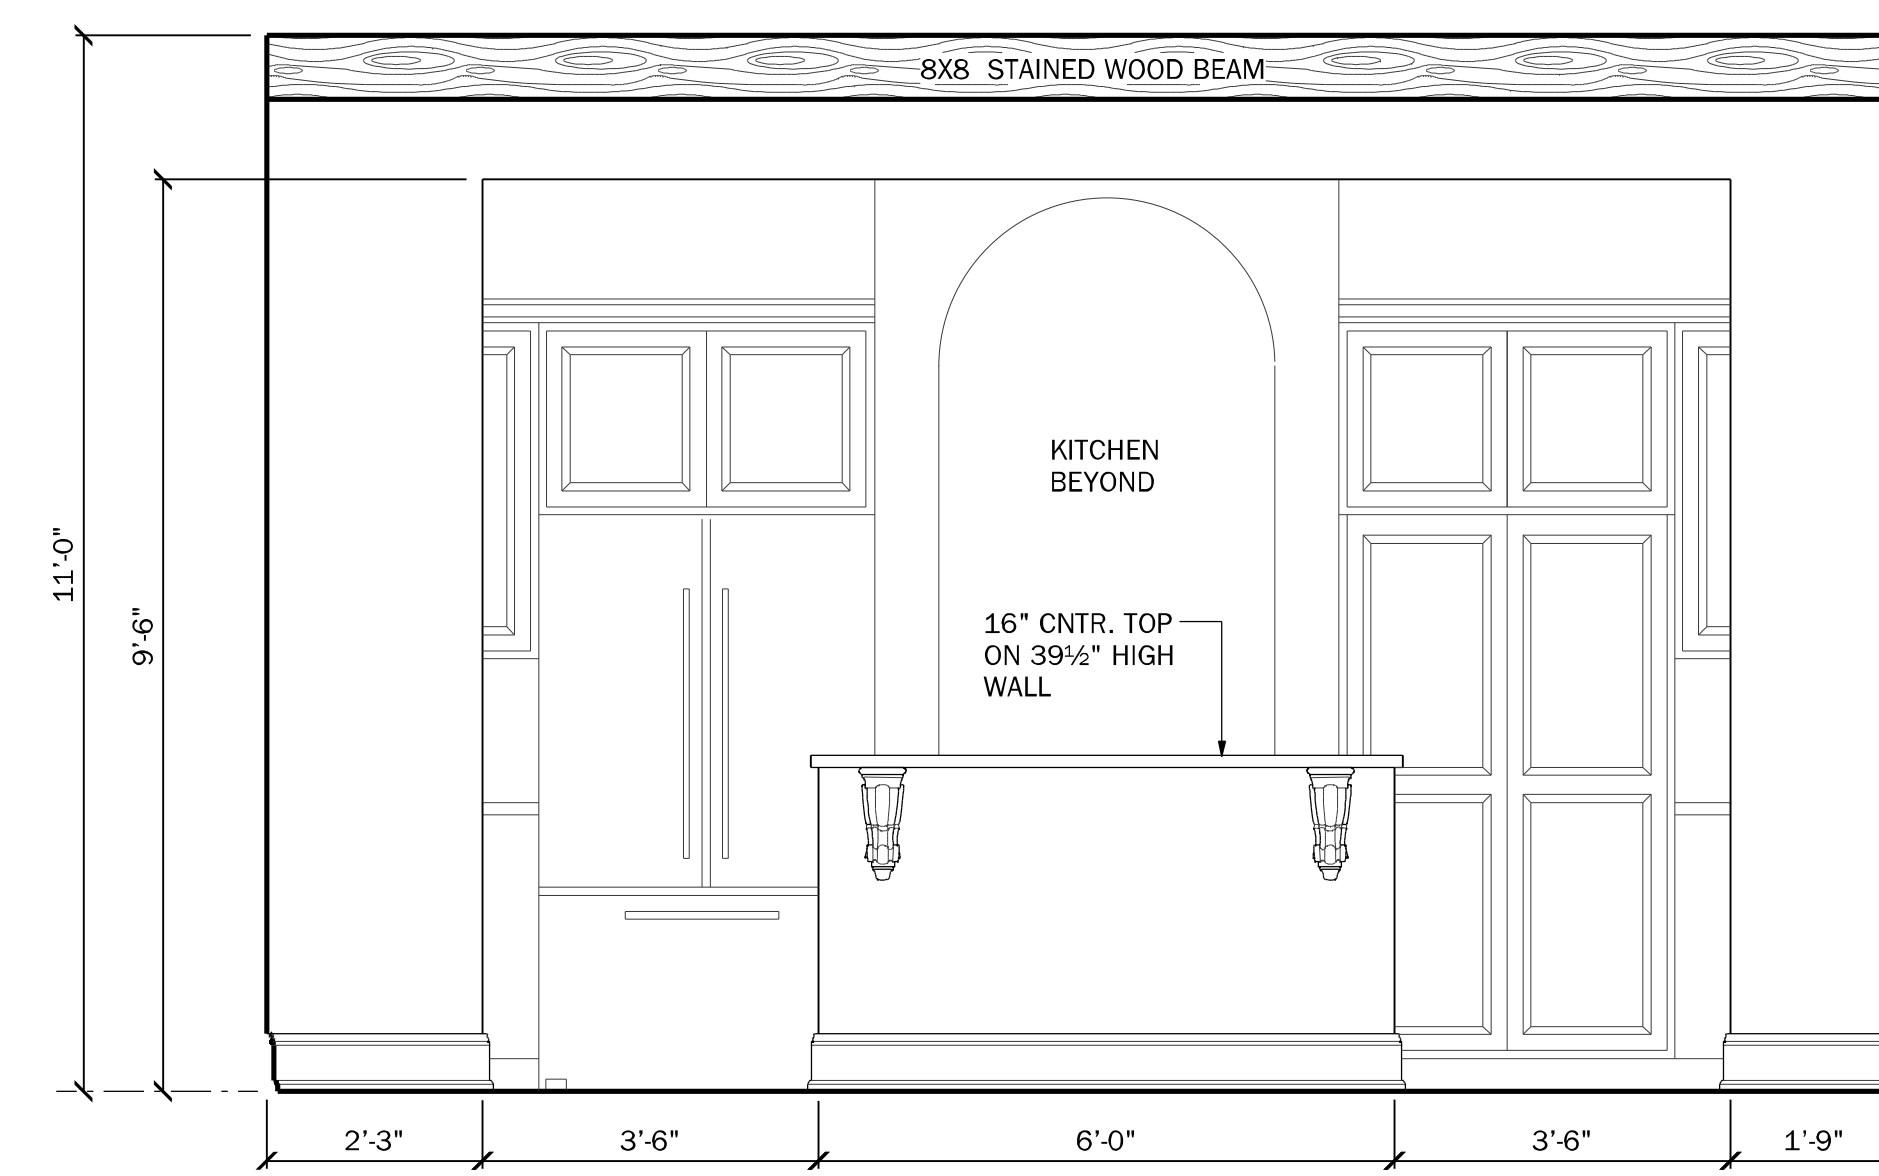 8X8 STAINED WOOD BEAM
KITCHEN
BEYOND
16" CNTR. TOP
ON 39½" HIGH
WALL
11'-0"
9'-6"
2'-3"
3'-6"
6'-0"
3'-6"
1'-9"